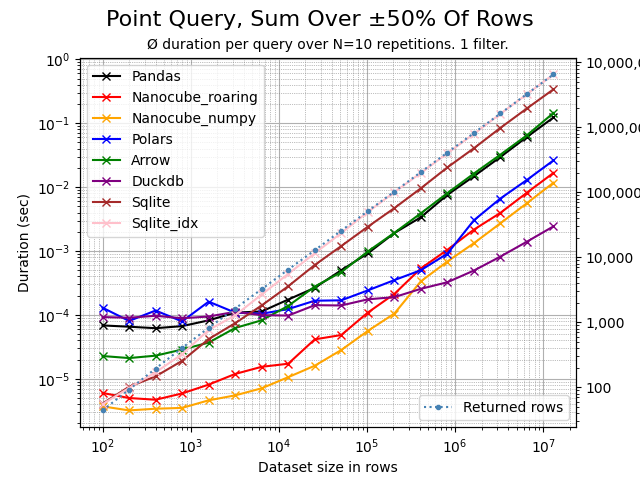 Point Query, Sum Over ±50% Of Rows
Ø duration per query over N=10 repetitions. 1 filter.
Pandas
Nanocube_roaring
Nanocube_numpy
Polars
Arrow
Duckdb
Sqlite
Sqlite_idx
Returned rows
Duration (sec)
10⁰
10⁻¹
10⁻²
10⁻³
10⁻⁴
10⁻⁵
10,000,0
1,000,00
100,000
10,000
1,000
100
10² 10³ 10⁴ 10⁵ 10⁶ 10⁷
Dataset size in rows